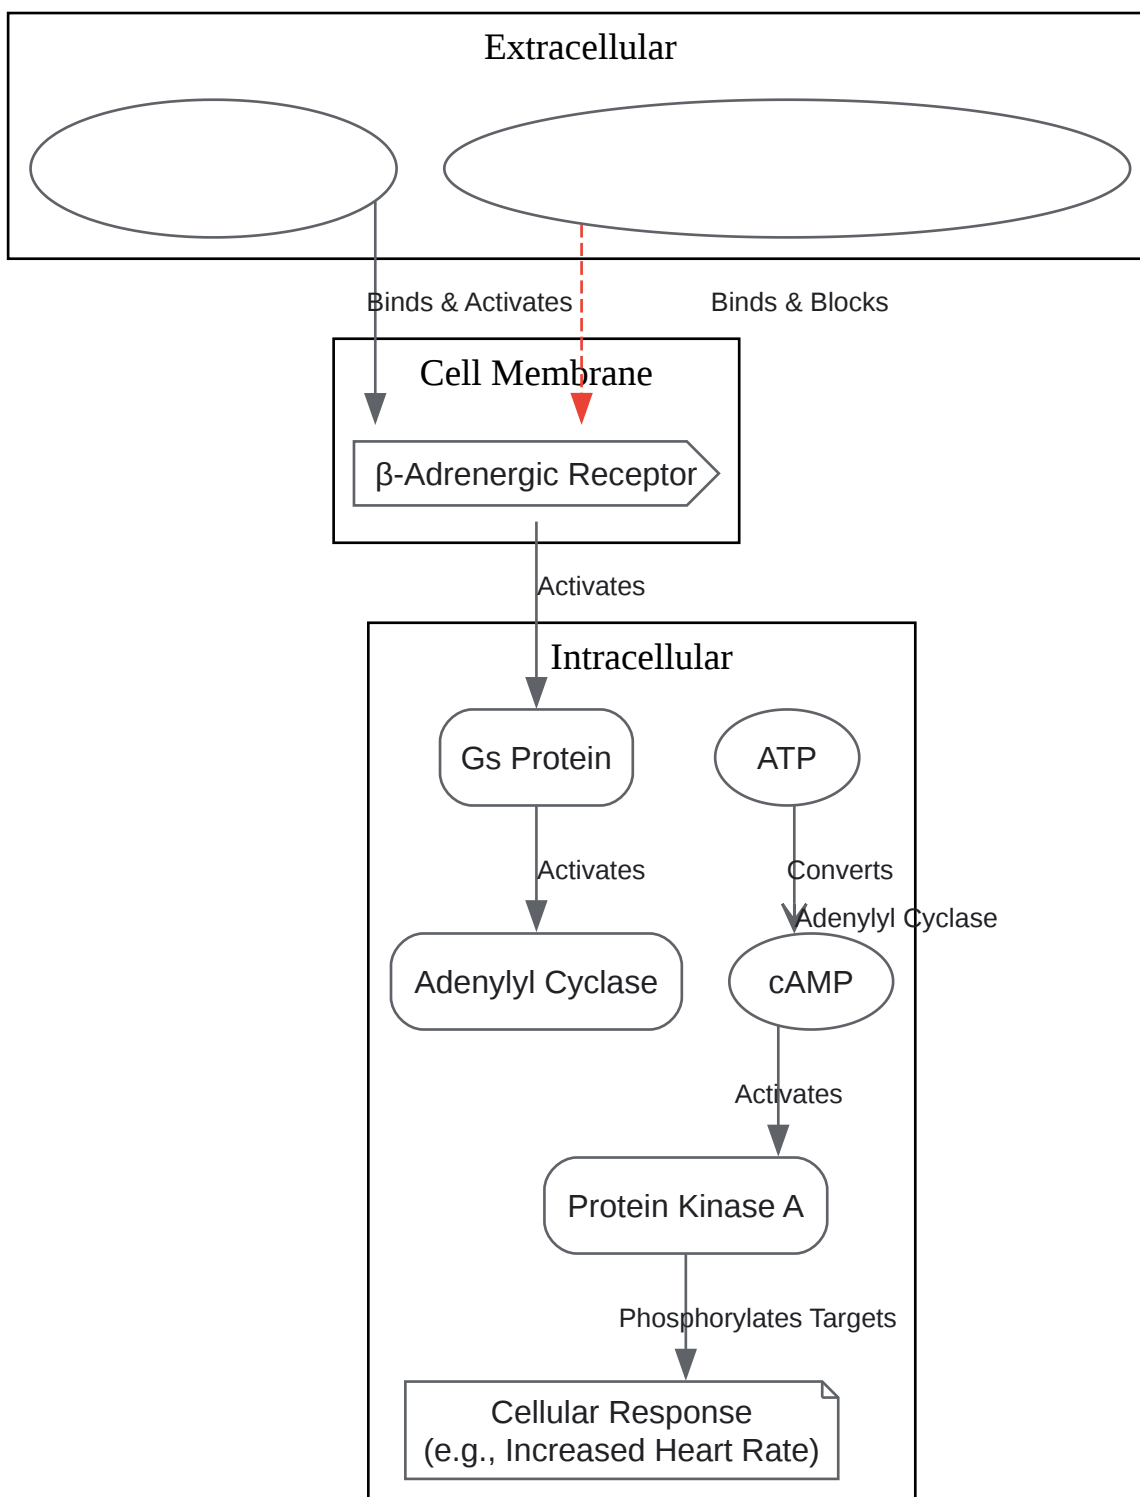 Extracellular
Binds & Activates
Binds & Blocks
Cell Membrane
β-Adrenergic Receptor
Activates
Intracellular
Gs Protein
ATP
Activates
Converts
Adenylyl Cyclase
Adenylyl Cyclase
cAMP
Activates
Protein Kinase A
Phosphorylates Targets
Cellular Response
(e.g., Increased Heart Rate)